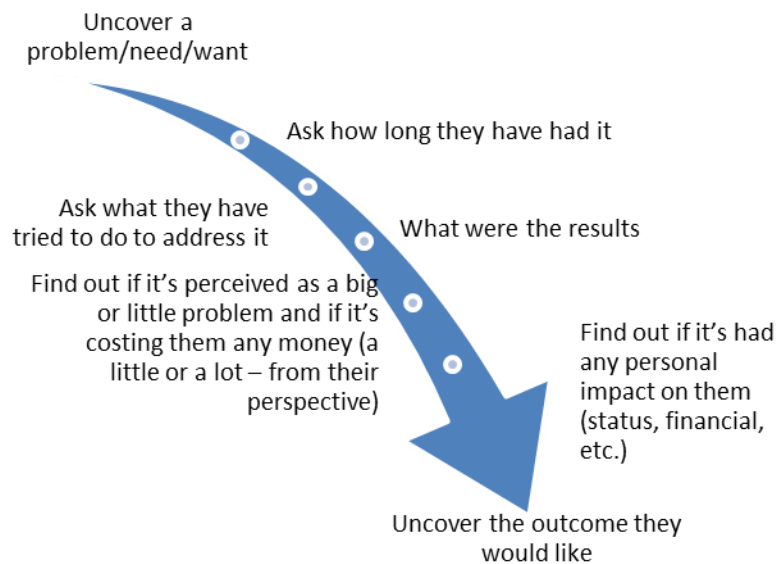 Uncover a
problem/need/want
Ask how long they have had it
Ask what they have
tried to do to address it
What were the results
Find out if it’s perceived as a big
or little problem and if it’s
costing them any money (a
little or a lot – from their
perspective)
Find out if it’s had
any personal
impact on them
(status, financial,
etc.)
Uncover the outcome they
would like